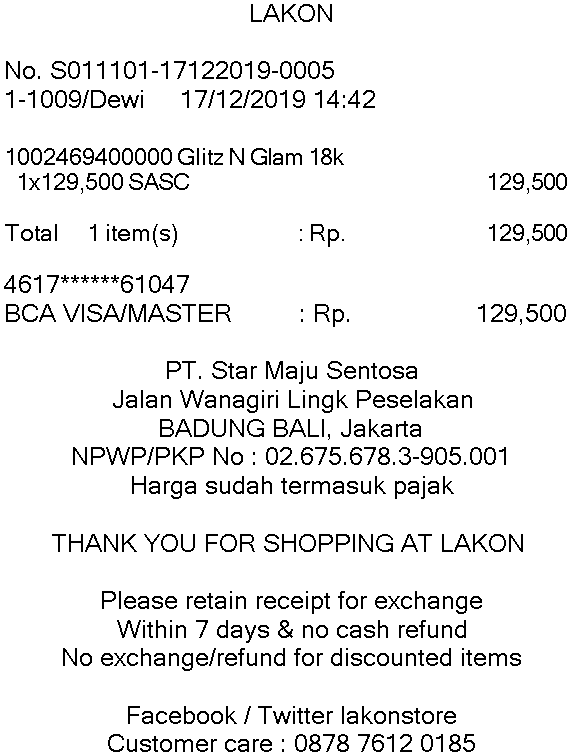 LAKON
No. S011101-17122019-0005
1-1009/Dewi 17/12/2019 14:42
1002469400000 Glitz N Glam 18k
1x129,500 SASC 129,500
Total 1 item(s) : Rp. 129,500
4617******61047
BCA VISA/MASTER : Rp. 129,500
PT. Star Maju Sentosa
Jalan Wanagiri Lingk Peselakan
BADUNG BALI, Jakarta
NPWP/PKP No : 02.675.678.3-905.001
Harga sudah termasuk pajak
THANK YOU FOR SHOPPING AT LAKON
Please retain receipt for exchange
Within 7 days & no cash refund
No exchange/refund for discounted items
Facebook / Twitter lakonstore
Customer care : 0878 7612 0185